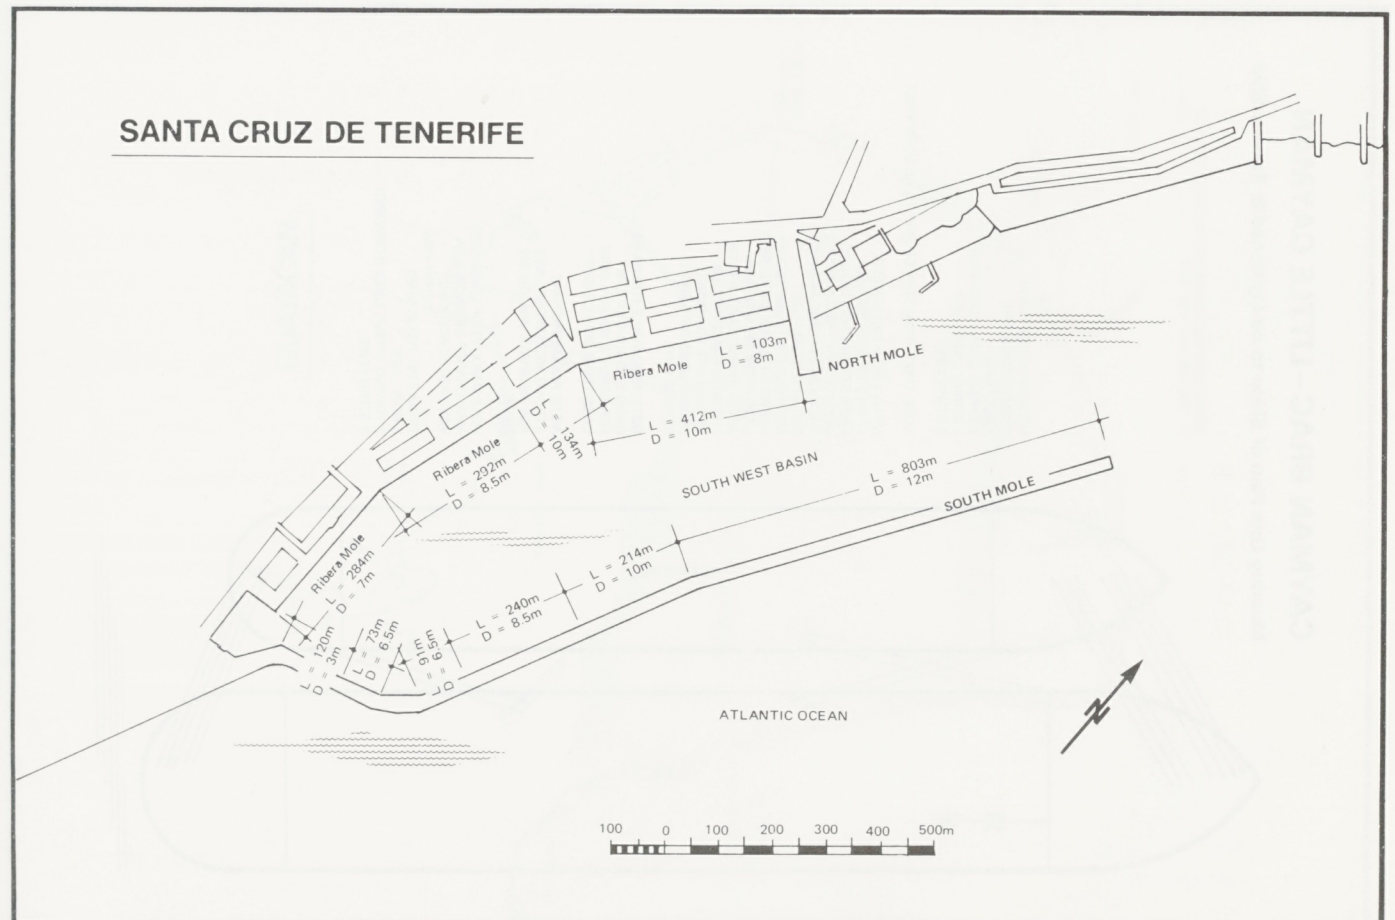 SANTA CRUZ DE TENERIFE
L = 103m
D = 8m
Ribera Mole
NORTH MOLE
L = 412m
D = 10m
L = 134m
D = 10m
Ribera Mole
L = 292m
D = 8.5m
SOUTH WEST BASIN
L = 803m
D = 12m
SOUTH MOLE
Ribera Mole
L = 284m
D = 7m
L = 214m
D = 10m
L = 240m
D = 8.5m
L = 120m
D = 3m
L = 73m
D = 6.5m
L = 91m
D = 6.5m
ATLANTIC OCEAN
N
100 0 100 200 300 400 500m